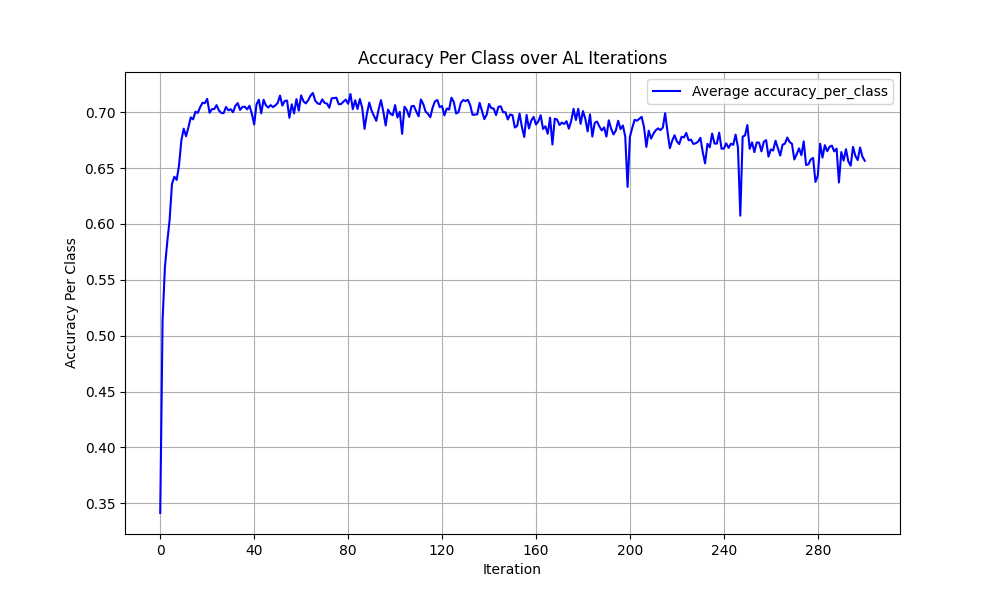 Accuracy Per Class over AL Iterations
Average accuracy_per_class
Accuracy Per Class
0.70
0.65
0.60
0.55
0.50
0.45
0.40
0.35
0 40 80 120 160 200 240 280
Iteration